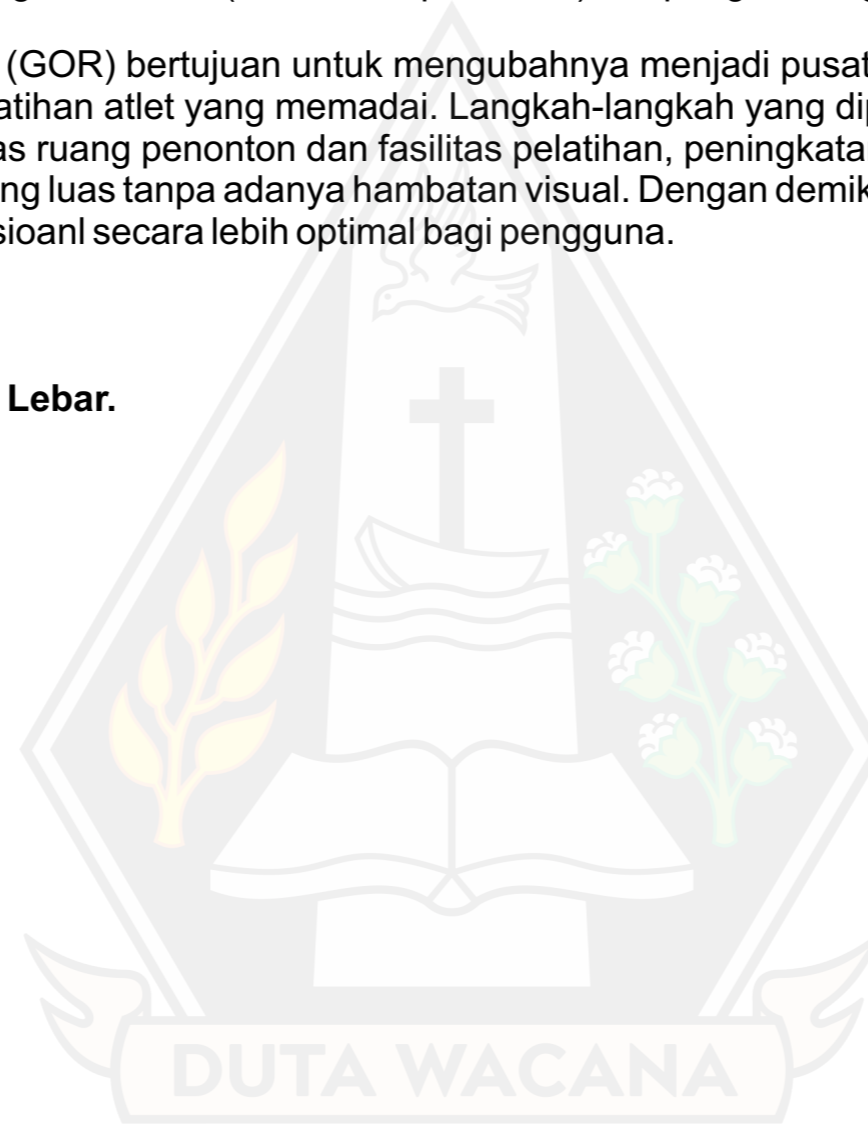 (GOR) bertujuan untuk mengubahnya menjadi pusat
atihan atlet yang memadai. Langkah-langkah yang dip
as ruang penonton dan fasilitas pelatihan, peningkata
ng luas tanpa adanya hambatan visual. Dengan demik
sioanl secara lebih optimal bagi pengguna.
Lebar.
DUTA WACANA